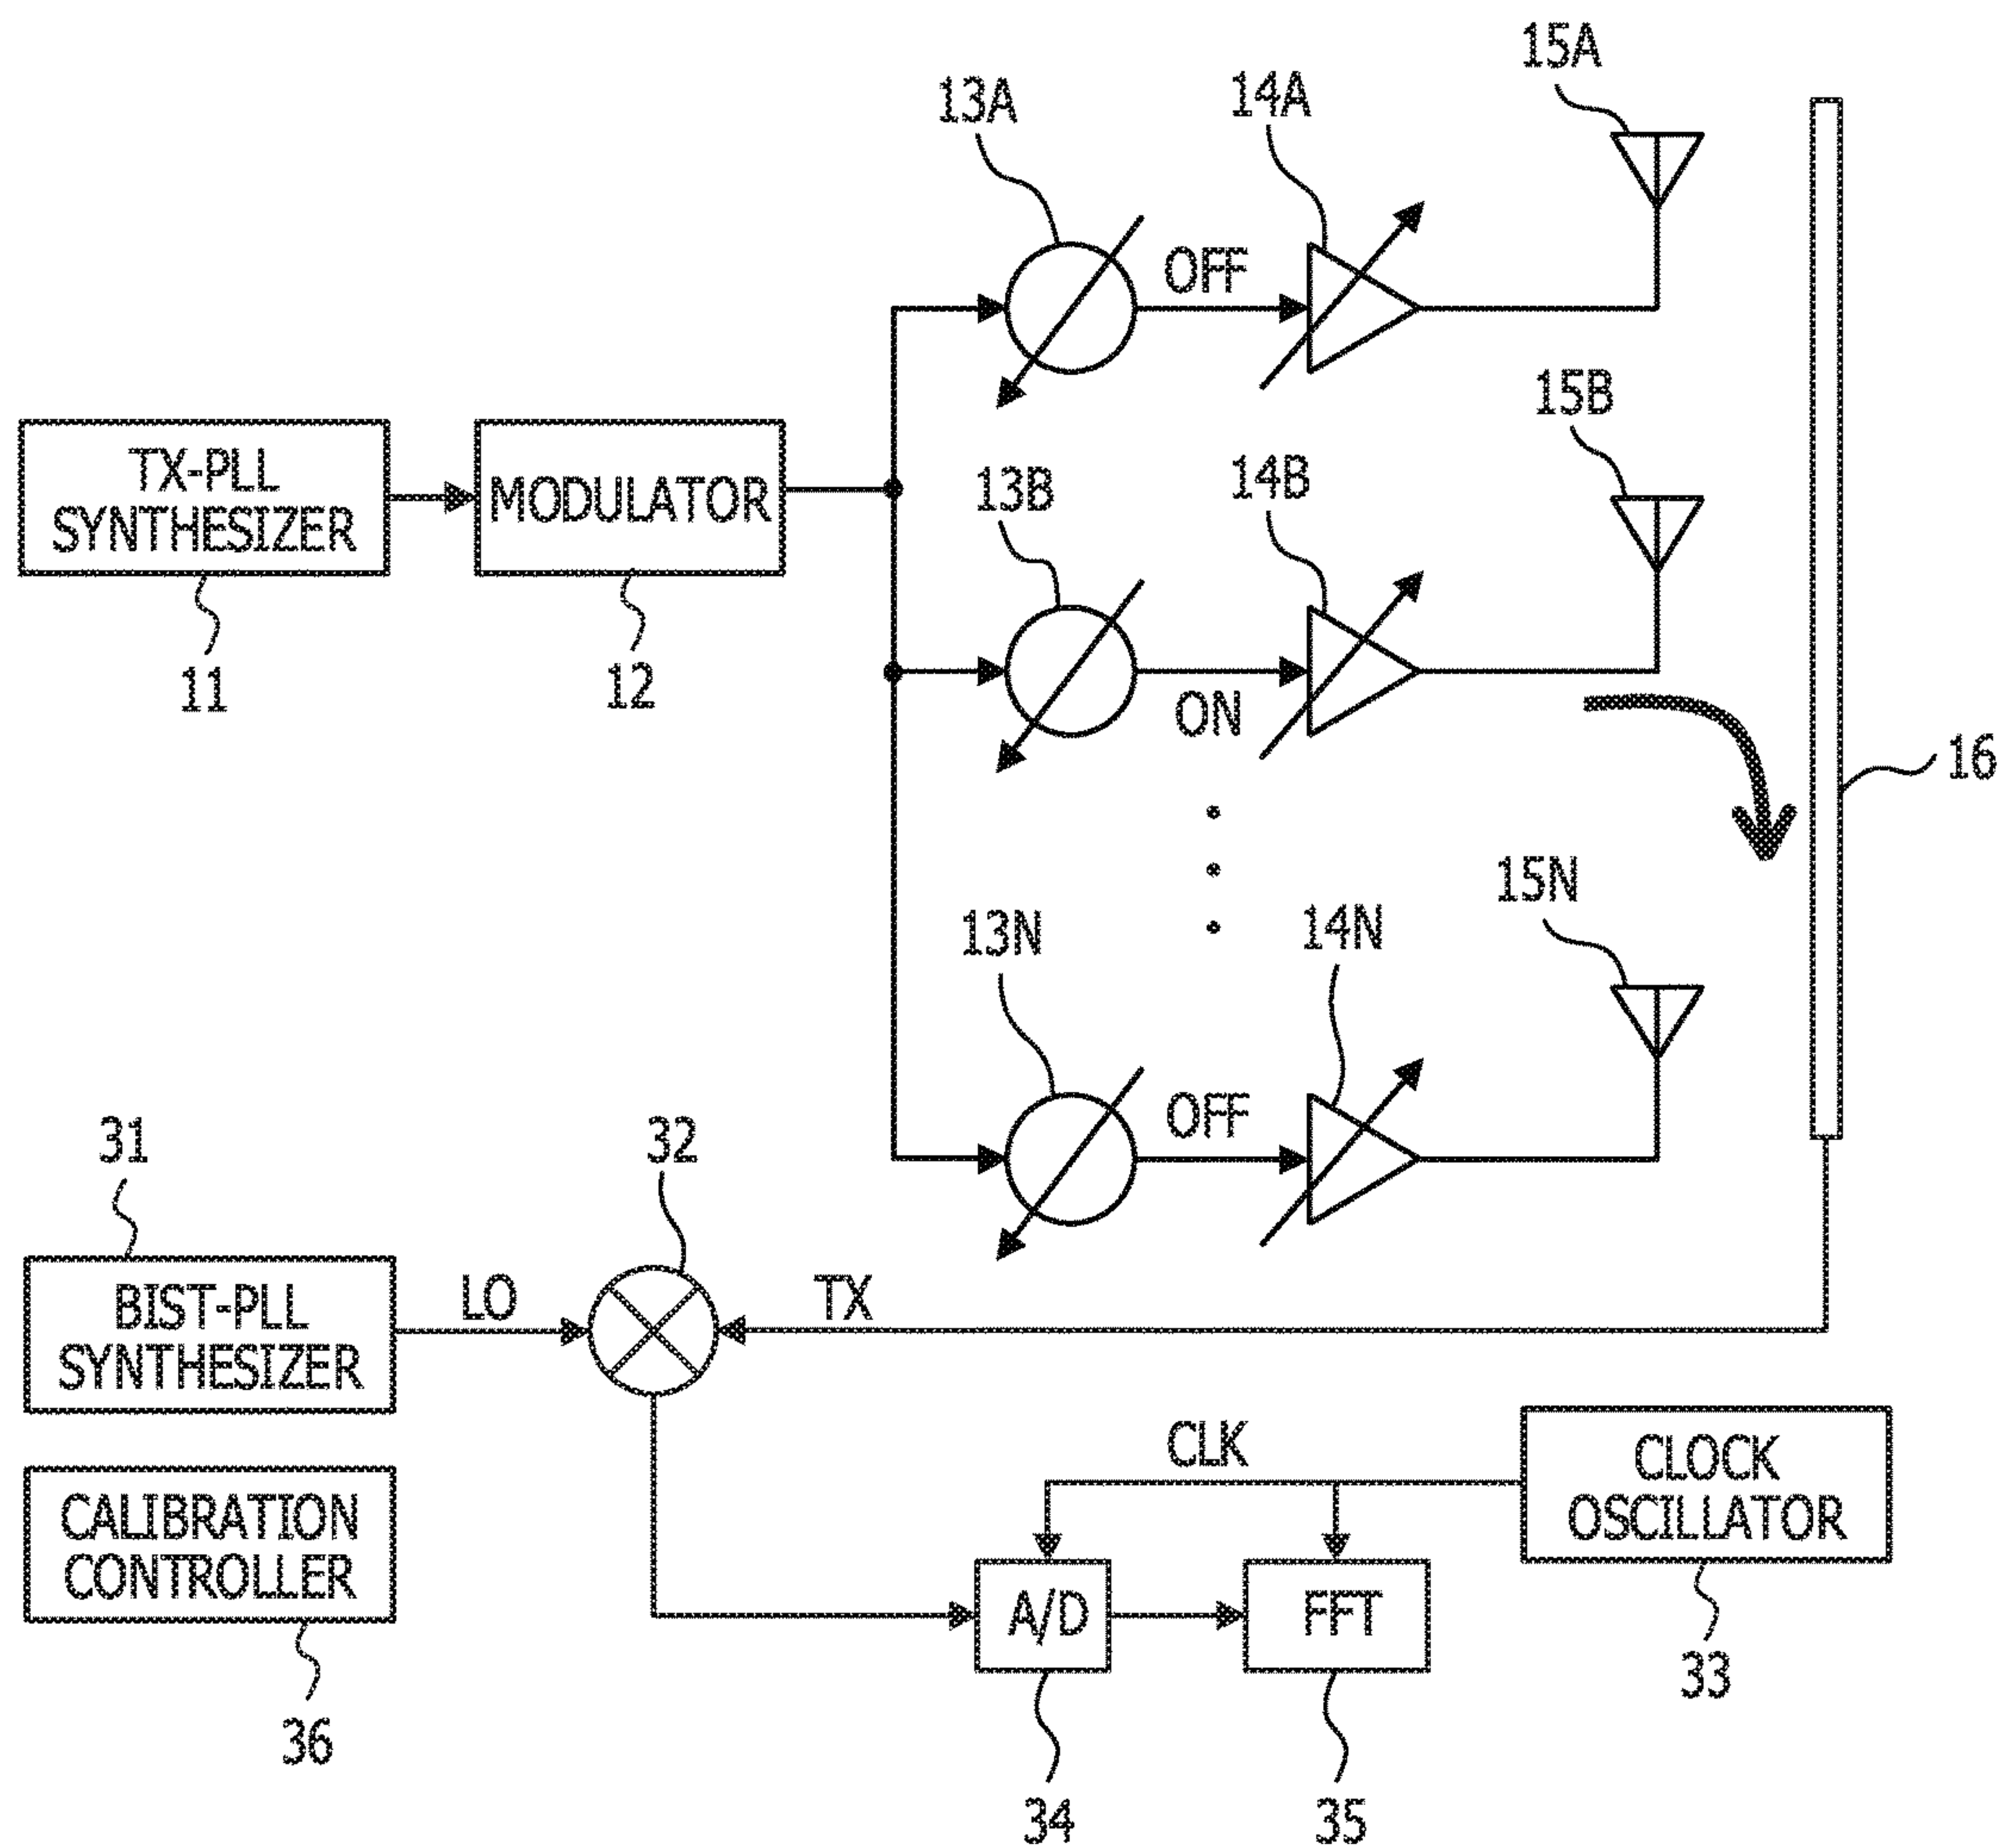 15A
13A
14A
OFF
15B
TX-PLL
SYNTHESIZER
MODULATOR
13B
14B
11
12
ON
16
15N
13N
14N
OFF
31
32
BIST-PLL
SYNTHESIZER
LO
TX
CLK
CLOCK
OSCILLATOR
CALIBRATION
CONTROLLER
A/D
FFT
33
36
34
35